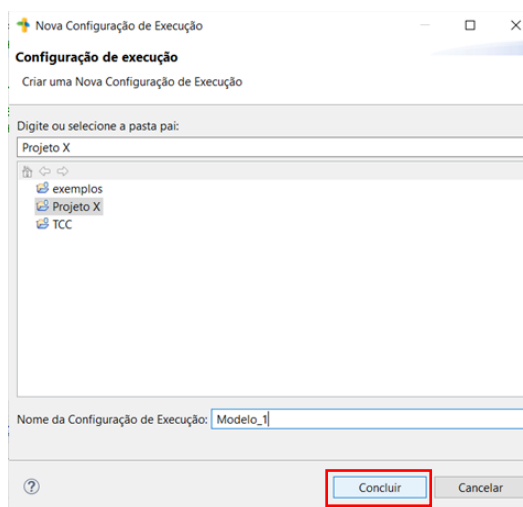 Nova Configuração de Execução
Configuração de execução
Criar uma Nova Configuração de Execução
Digite ou selecione a pasta pai:
Projeto X
exemplos
Projeto X
TCC
Nome da Configuração de Execução: Modelo_1
Concluir Cancelar